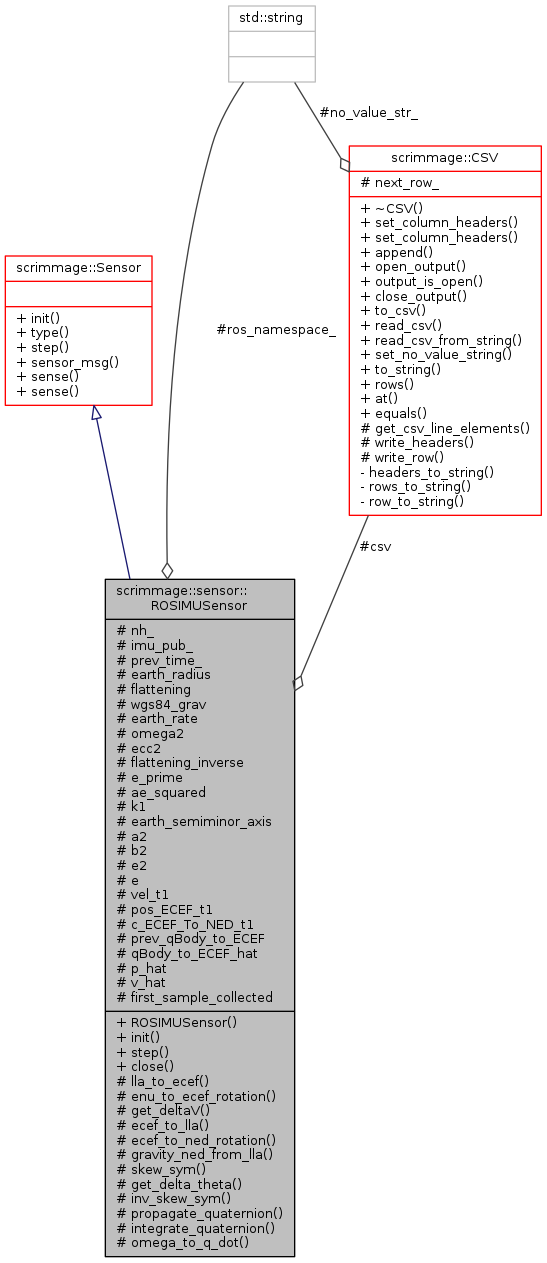 std::string
#no_value_str_
scrimmage::CSV
# next_row_
+ ~CSV()
+ set_column_headers()
+ set_column_headers()
+ append()
+ open_output()
+ output_is_open()
+ close_output()
+ to_csv()
+ read_csv()
+ read_csv_from_string()
+ set_no_value_string()
+ to_string()
+ rows()
+ at()
+ equals()
# get_csv_line_elements()
# write_headers()
# write_row()
- headers_to_string()
- rows_to_string()
- row_to_string()
scrimmage::Sensor
+ init()
+ type()
+ step()
+ sensor_msg()
+ sense()
+ sense()
#ros_namespace_
#csv
scrimmage::sensor::
ROSIMUSensor
# nh_
# imu_pub_
# prev_time_
# earth_radius
# flattening
# wgs84_grav
# earth_rate
# omega2
# ecc2
# flattening_inverse
# e_prime
# ae_squared
# k1
# earth_semiminor_axis
# a2
# b2
# e2
# e
# vel_t1
# pos_ECEF_t1
# c_ECEF_To_NED_t1
# prev_qBody_to_ECEF
# qBody_to_ECEF_hat
# p_hat
# v_hat
# first_sample_collected
+ ROSIMUSensor()
+ init()
+ step()
+ close()
# lla_to_ecef()
# enu_to_ecef_rotation()
# get_deltaV()
# ecef_to_lla()
# ecef_to_ned_rotation()
# gravity_ned_from_lla()
# skew_sym()
# get_delta_theta()
# inv_skew_sym()
# propagate_quaternion()
# integrate_quaternion()
# omega_to_q_dot()